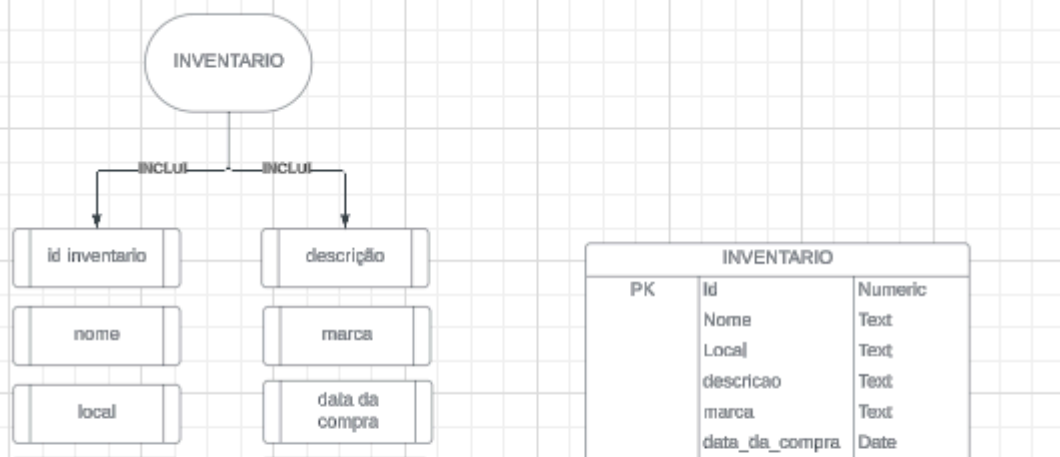 INVENTARIO
INCLUI INCLUI
id inventario
descrição
nome
marca
local
data da
compra
INVENTARIO
PK Id Numeric
Nome Text
Local Text
descricao Text
marca Text
data_da_compra Date